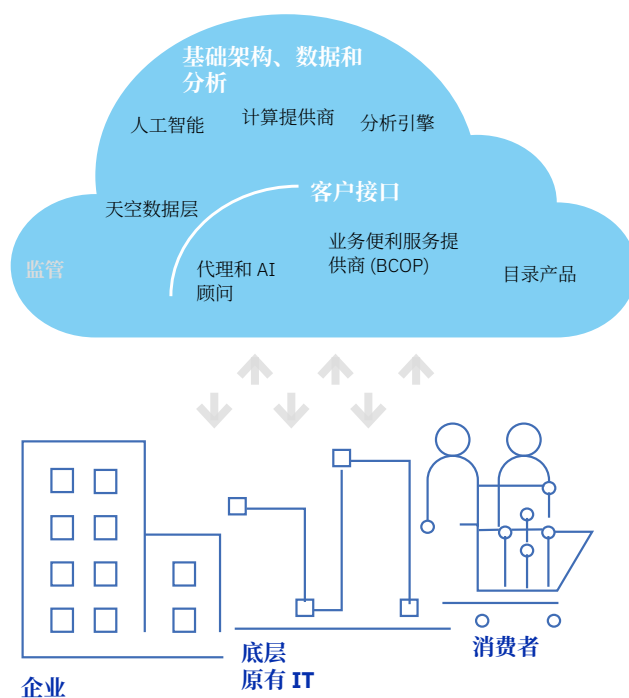 基础架构、数据和
分析
人工智能
计算提供商
分析引擎
天空数据层
客户接口
监管
代理和 AI
顾问
业务便利服务提
供商 (BCOP)
目录产品
企业
底层
原有 IT
消费者